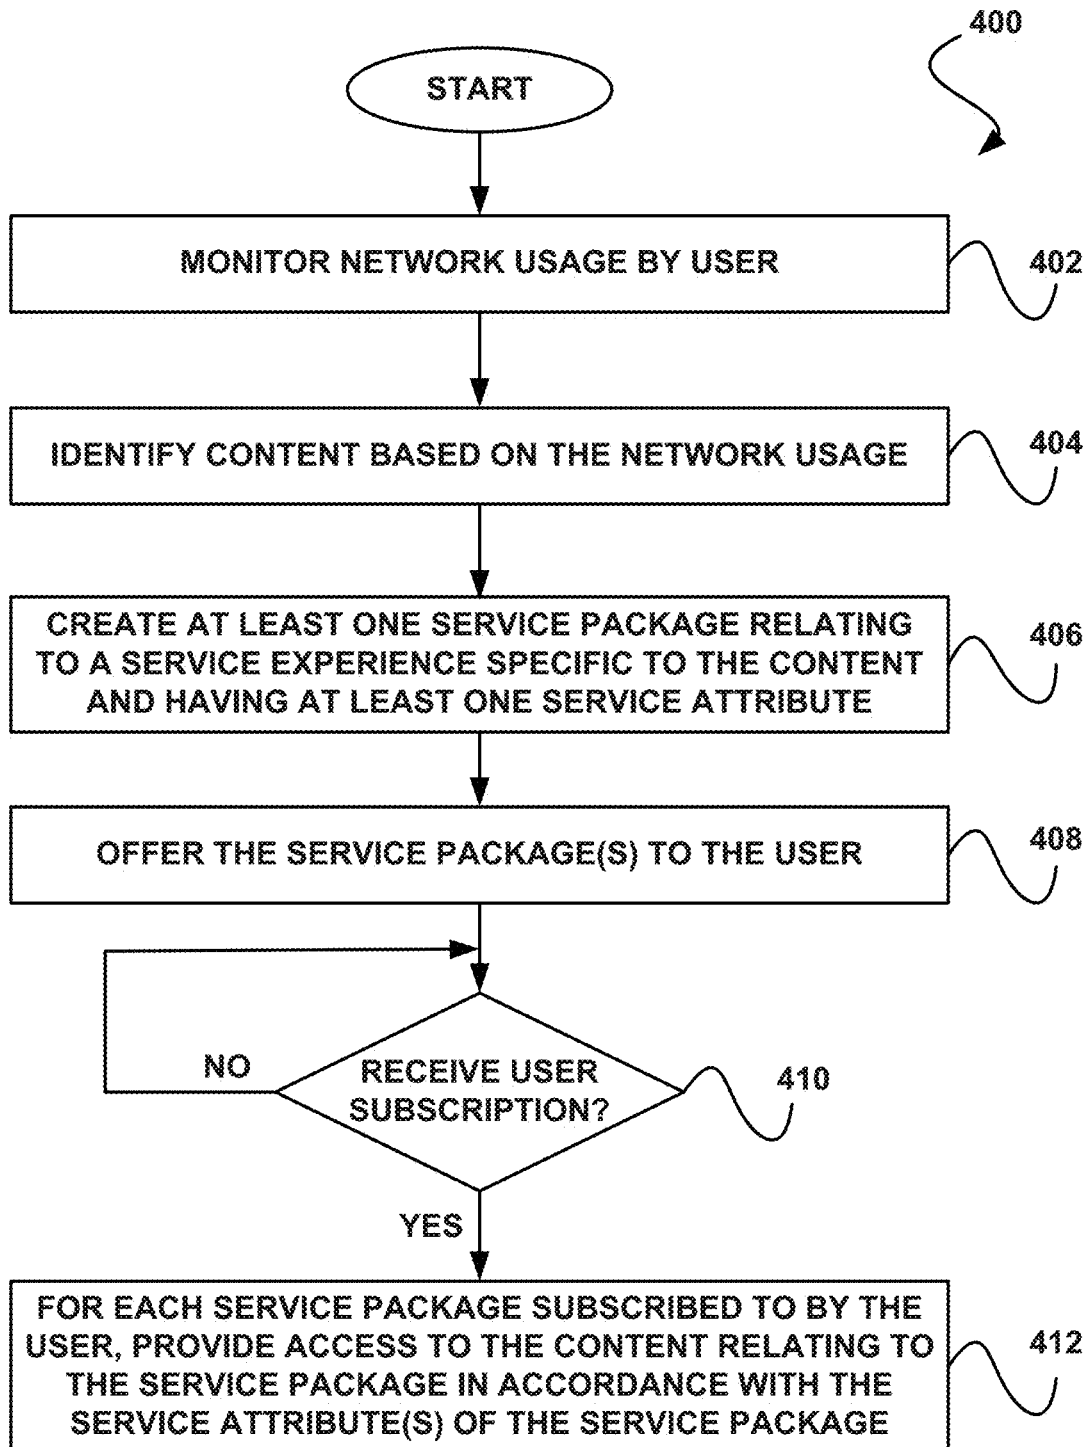 400
START
MONITOR NETWORK USAGE BY USER
402
IDENTIFY CONTENT BASED ON THE NETWORK USAGE
404
CREATE AT LEAST ONE SERVICE PACKAGE RELATING
TO A SERVICE EXPERIENCE SPECIFIC TO THE CONTENT
AND HAVING AT LEAST ONE SERVICE ATTRIBUTE
406
OFFER THE SERVICE PACKAGE(S) TO THE USER
408
NO
RECEIVE USER
SUBSCRIPTION?
410
YES
FOR EACH SERVICE PACKAGE SUBSCRIBED TO BY THE
USER, PROVIDE ACCESS TO THE CONTENT RELATING TO
THE SERVICE PACKAGE IN ACCORDANCE WITH THE
SERVICE ATTRIBUTE(S) OF THE SERVICE PACKAGE
412